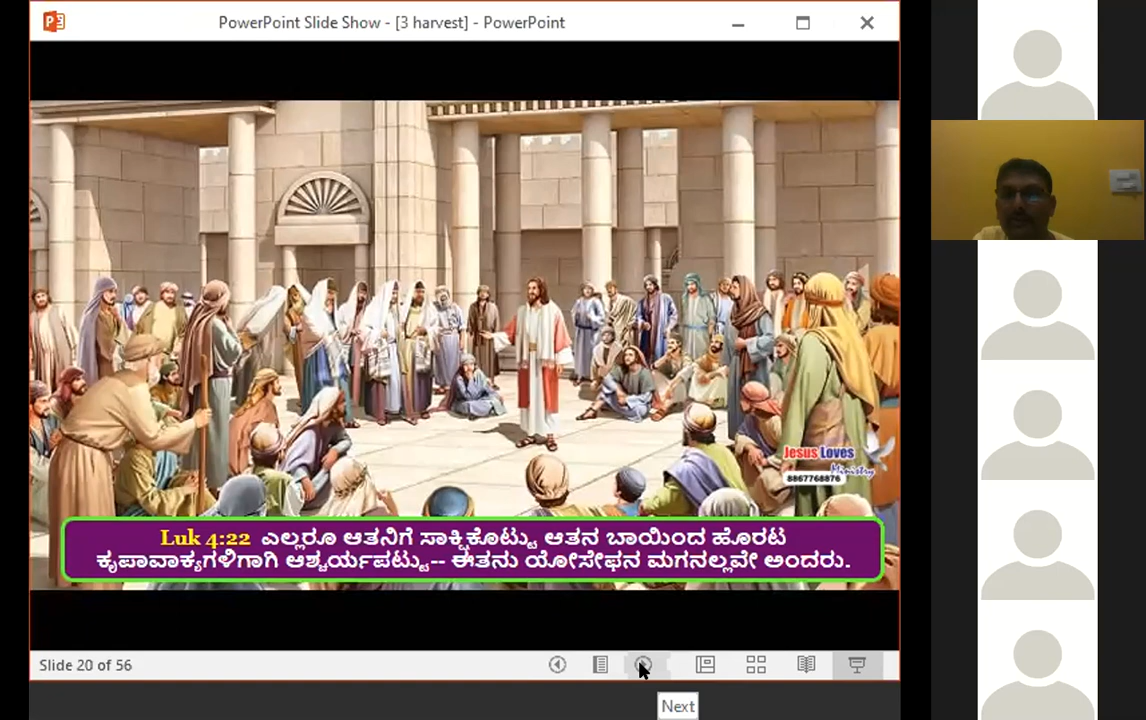 PowerPoint Slide Show - [3 harvest] - PowerPoint
Jesus Loves
Ministry
8867768876
Luk 4:22 ಎಲ್ಲರೂ ಆತನಿಗೆ ಸಾಕ್ಷಿಕೊಟ್ಟು ಆತನ ಬಾಯಿಂದ ಹೊರಟ
ಕೃಪಾವಾಕ್ಯಗಳಿಗಾಗಿ ಆಶ್ಚರ್ಯಪಟ್ಟು-- ಈತನು ಯೋಸೇಫನ ಮಗನಲ್ಲವೇ ಅಂದರು.
Slide 20 of 56
Next